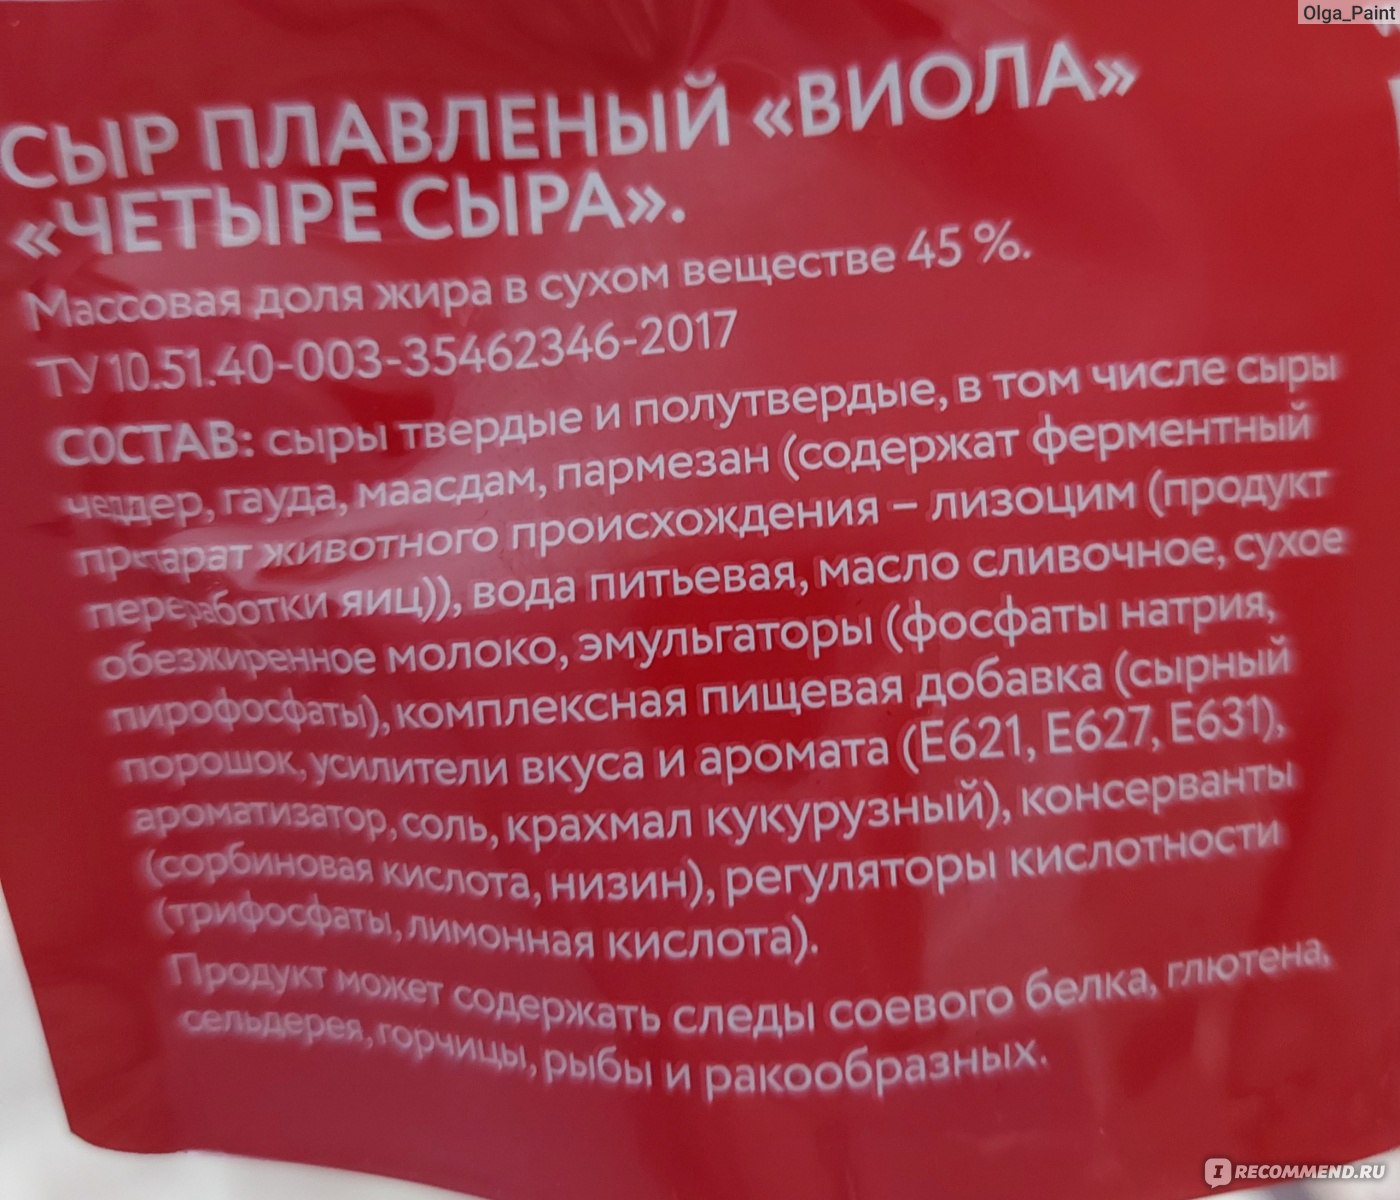 Olga_Paint
СЫР ПЛАВЛЕНЫЙ «ВИОЛА»
«ЧЕТЫРЕ СЫРА».
Массовая доля жира в сухом веществе 45 %.
ТУ 10.51.40-003-35462346-2017
СОСТАВ: сыры твердые и полутвердые, в том числе сыры
чеддер, гауда, маасдам, пармезан (содержат ферментный
препарат животного происхождения – лизоцим (продукт
переработки яиц)), вода питьевая, масло сливочное, сухое
обезжиренное молоко, эмульгаторы (фосфаты натрия,
пирофосфаты), комплексная пищевая добавка (сырный
порошок, усилители вкуса и аромата (Е621, Е627, Е631),
ароматизатор, соль, крахмал кукурузный), консерванты
(сорбиновая кислота, низин), регуляторы кислотности
(трифосфаты, лимонная кислота).
Продукт может содержать следы соевого белка, глютена,
сельдерея, горчицы, рыбы и ракообразных.
IRECOMMEND.RU